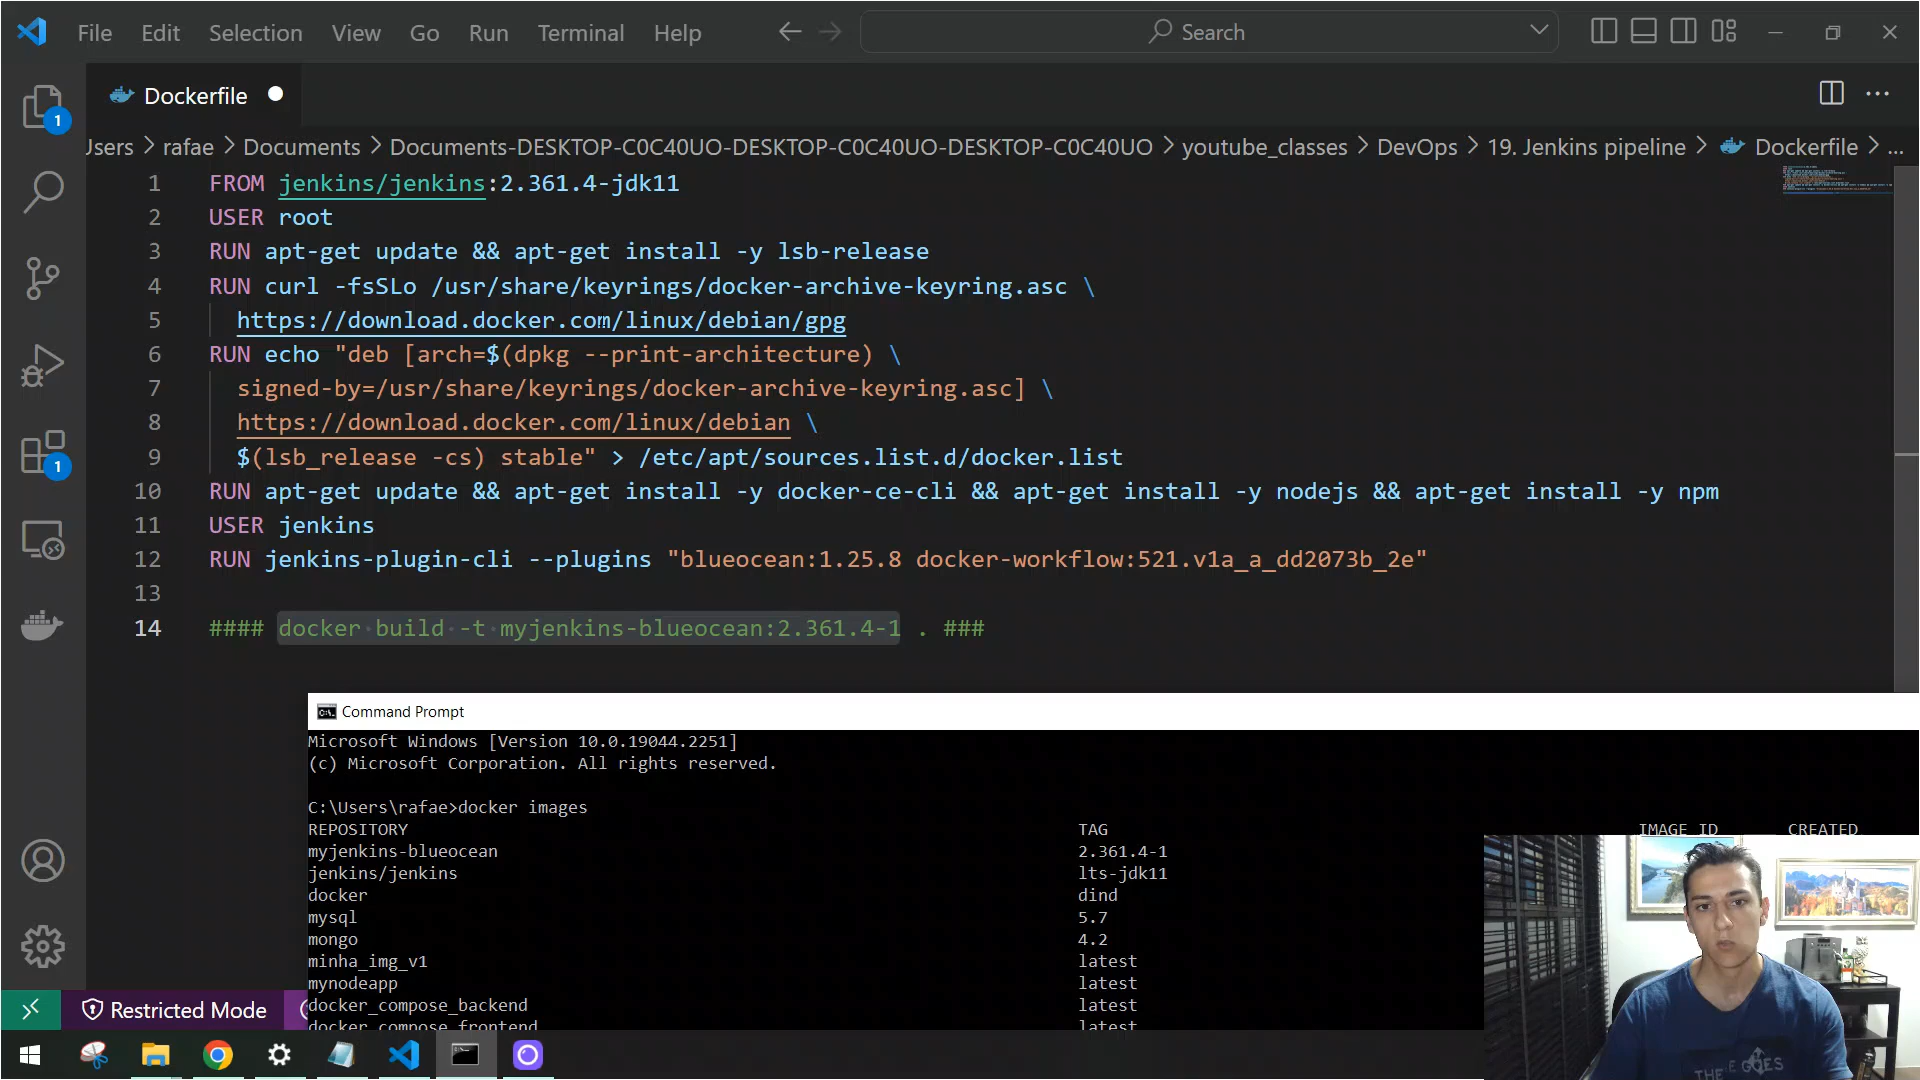 File Edit Selection View Go Run Terminal Help Search
Dockerfile
1
Users > rafae > Documents > Documents-DESKTOP-C0C40UO-DESKTOP-C0C40UO-DESKTOP-C0C40UO > youtube_classes > DevOps > 19. Jenkins pipeline > Dockerfile > ...
1 FROM jenkins/jenkins:2.361.4-jdk11
2 USER root
3 RUN apt-get update && apt-get install -y lsb-release
4 RUN curl -fsSLo /usr/share/keyrings/docker-archive-keyring.asc \
5 https://download.docker.com/linux/debian/gpg
6 RUN echo "deb [arch=$(dpkg --print-architecture) \
7 signed-by=/usr/share/keyrings/docker-archive-keyring.asc] \
8 https://download.docker.com/linux/debian \
9 $(lsb_release -cs) stable" > /etc/apt/sources.list.d/docker.list
1
10 RUN apt-get update && apt-get install -y docker-ce-cli && apt-get install -y nodejs && apt-get install -y npm
11 USER jenkins
12 RUN jenkins-plugin-cli --plugins "blueocean:1.25.8 docker-workflow:521.v1a_a_dd2073b_2e"
13
14 #### docker build -t myjenkins-blueocean:2.361.4-1 . ###
Command Prompt
Microsoft Windows [Version 10.0.19044.2251]
(c) Microsoft Corporation. All rights reserved.
C:\Users\rafae>docker images
REPOSITORY TAG IMAGE ID CREATED
myjenkins-blueocean 2.361.4-1
jenkins/jenkins lts-jdk11
docker dind
mysql 5.7
mongo 4.2
minha_img_v1 latest
mynodeapp latest
docker_compose_backend latest
docker_compose_frontend latest
Restricted Mode
GOES